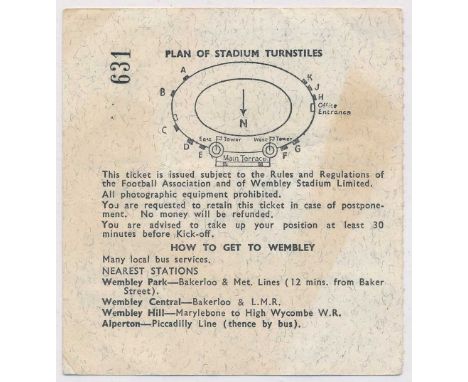 631
PLAN OF STADIUM TURNSTILES
A
B
C
D
E
K
J
H
Office
Entrance
N
East Tower
West Tower
F
G
Main Terrace
This ticket is issued subject to the Rules and Regulations of
the Football Association and of Wembley Stadium Limited.
All photographic equipment prohibited.
You are requested to retain this ticket in case of postpone-
ment. No money will be refunded.
You are advised to take up your position at least 30
minutes before Kick-off.
HOW TO GET TO WEMBLEY
Many local bus services.
NEAREST STATIONS
Wembley Park—Bakerloo & Met. Lines (12 mins. from Baker
Street).
Wembley Central—Bakerloo & L.M.R.
Wembley Hill—Marylebone to High Wycombe W.R.
Alperton—Piccadilly Line (thence by bus).